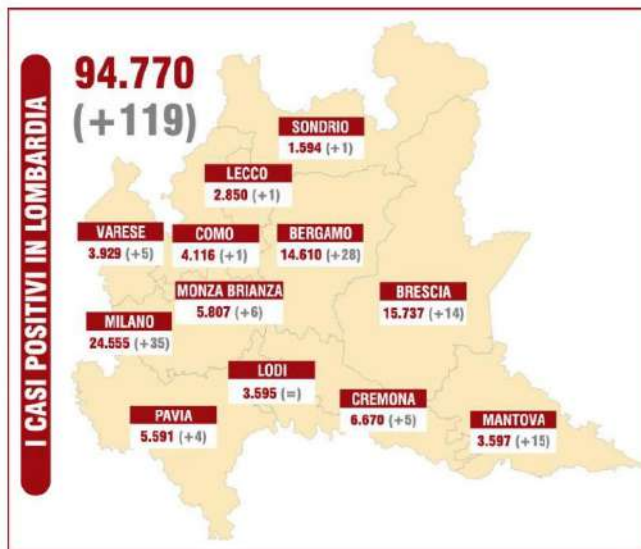 I CASI POSITIVI IN LOMBARDIA
94.770
(+119)
SONDRIO
1.594 (+1)
LECCO
2.850 (+1)
VARESE
3.929 (+5)
COMO
4.116 (+1)
BERGAMO
14.610 (+28)
MONZA BRIANZA
5.807 (+6)
BRESCIA
15.737 (+14)
MILANO
24.555 (+35)
LODI
3.595 (=)
CREMONA
6.670 (+5)
PAVIA
5.591 (+4)
MANTOVA
3.597 (+15)